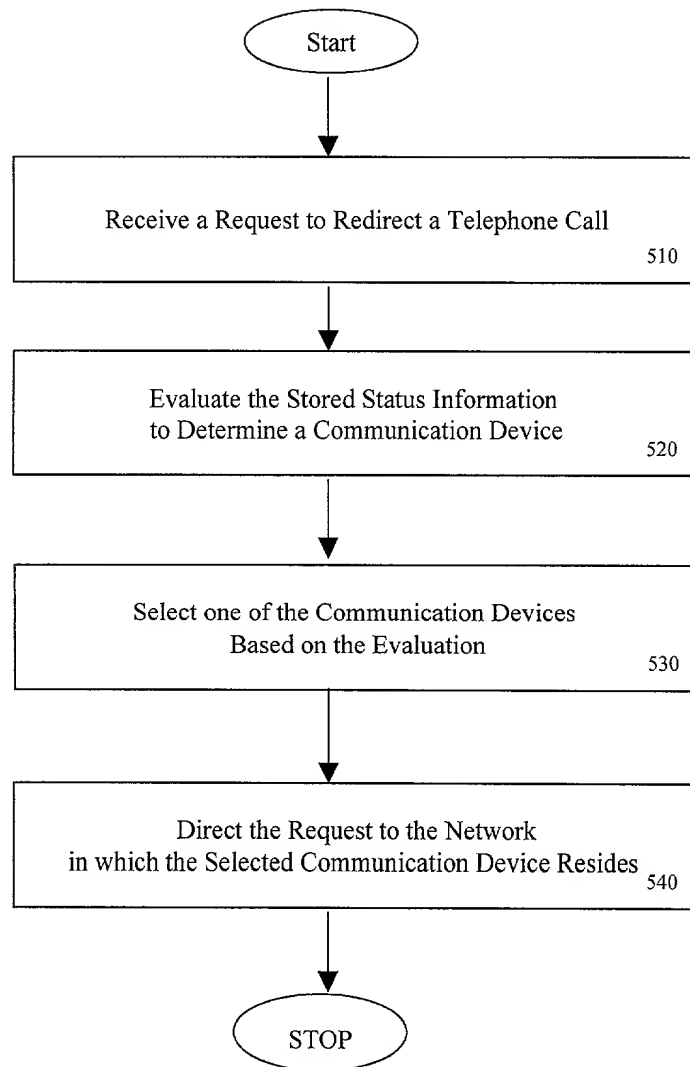 Start
Receive a Request to Redirect a Telephone Call
510
Evaluate the Stored Status Information
to Determine a Communication Device
520
Select one of the Communication Devices
Based on the Evaluation
530
Direct the Request to the Network
in which the Selected Communication Device Resides
540
STOP